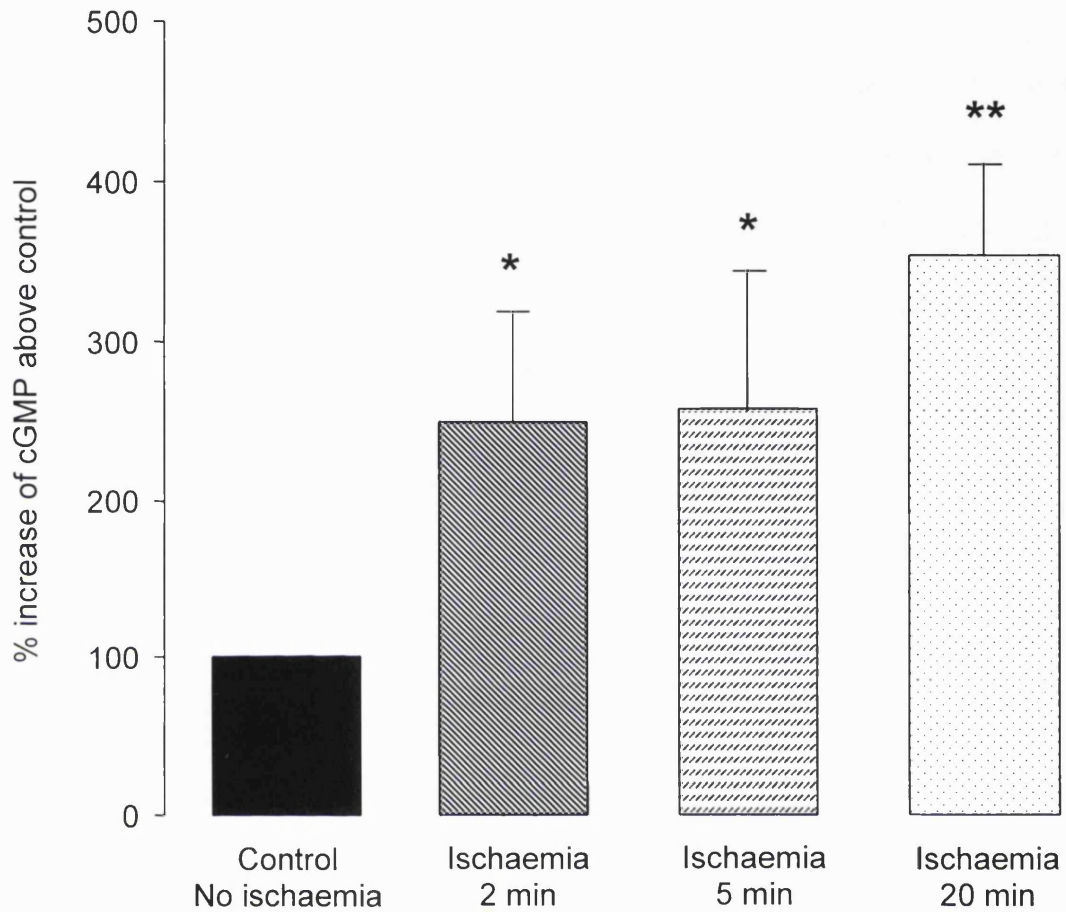 500
400
300
200
100
0
% increase of cGMP above control
*
*
**
Control
No ischaemia
Ischaemia
2 min
Ischaemia
5 min
Ischaemia
20 min